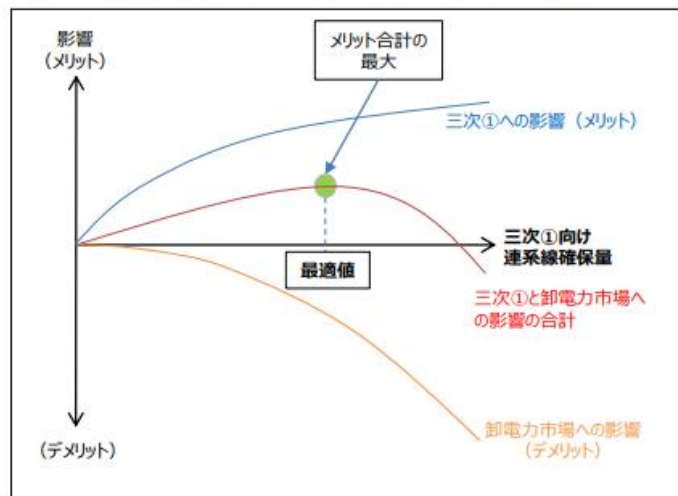 影響
（メリット）
メリット合計の
最大
三次①への影響（メリット）
三次①向け
連系線確保量
最適値
三次①と卸電力市場へ
の影響の合計
卸電力市場への影響
（デメリット）
（デメリット）